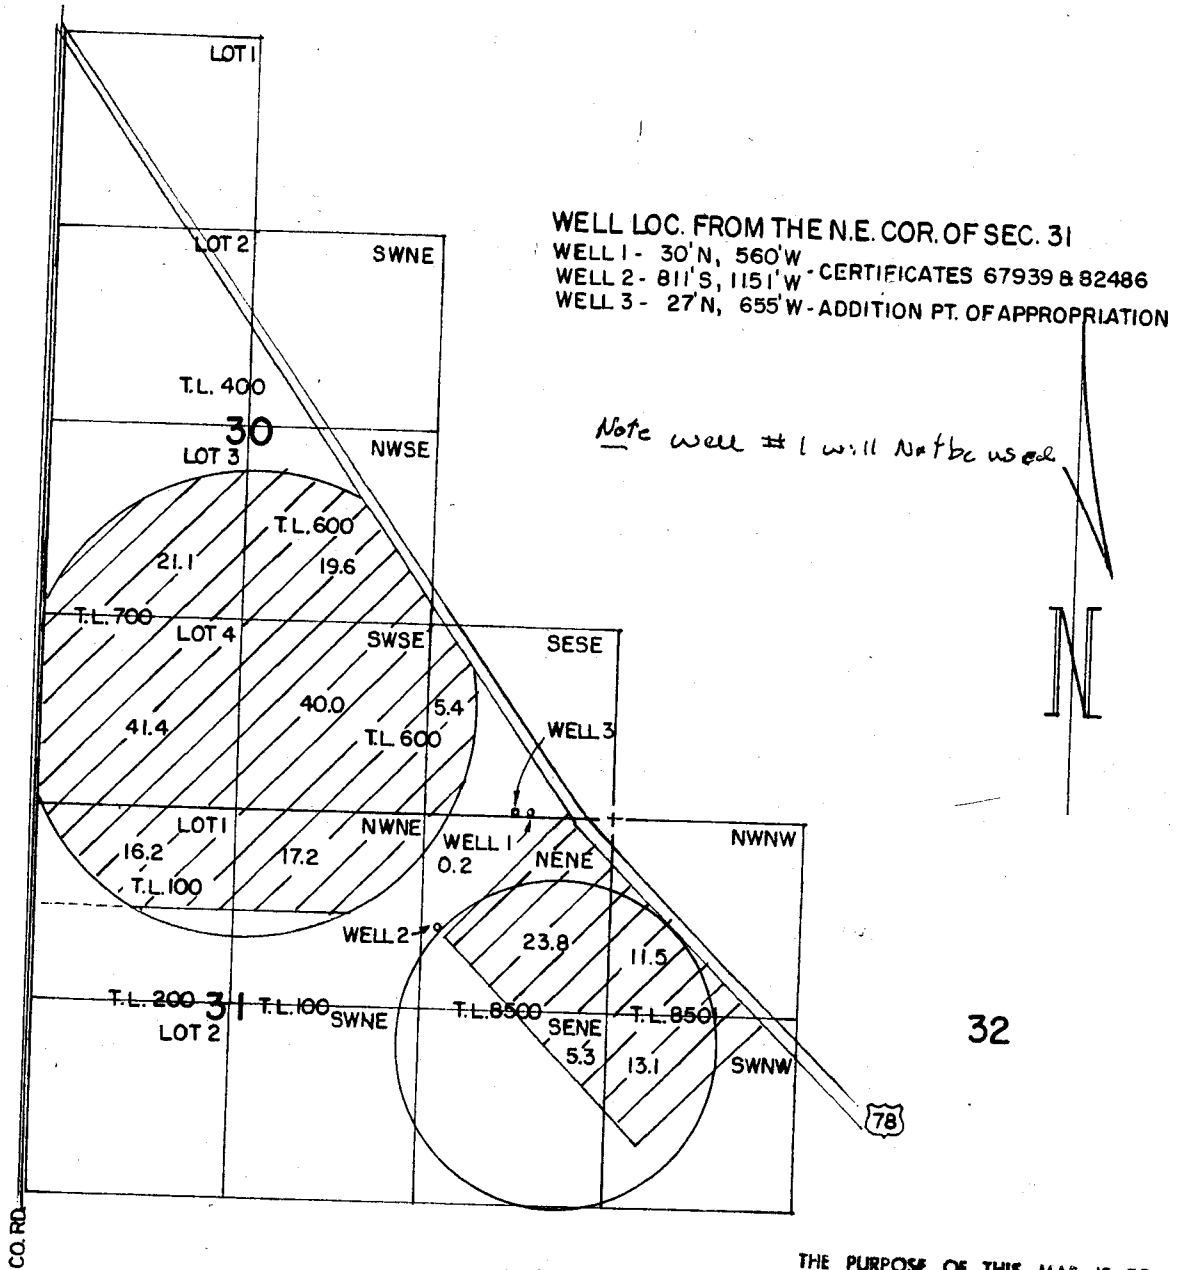 LOT 1
WELL LOC. FROM THE N.E. COR. OF SEC. 31
WELL 1 - 30'N, 560'W
WELL 2 - 811'S, 1151'W - CERTIFICATES 67939 & 82486
WELL 3 - 27'N, 655'W - ADDITION PT. OF APPROPRIATION
LOT 2
SWNE
T.L. 400
30
LOT 3
NWSE
Note well # 1 will Not be used
T.L. 600
21.1
19.6
T.L. 700
LOT 4
SWSE
SESE
N
41.4
40.0
5.4
T.L. 600
WELL 3
LOT 1
NWNE
WELL 1
NWNW
16.2
17.2
0.2
NENE
T.L. 100
WELL 2
23.8
11.5
T.L. 200
31
T.L. 100
SWNE
T.L. 8500
T.L. 8501
LOT 2
SENE
32
5.3
13.1
SWNW
78
CO. RD.
THE PURPOSE OF THIS MAP IS